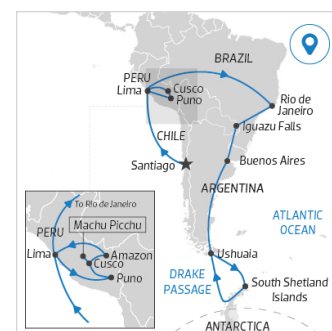 BRAZIL
PERU
Lima
Cusco
Puno
Rio de
Janeiro
Iguazu Falls
CHILE
Santiago
Buenos Aires
ARGENTINA
ATLANTIC
OCEAN
To Rio de Janeiro
Machu Picchu
PERU
Lima
Amazon
Cusco
Puno
Ushuaia
DRAKE
PASSAGE
South Shetland
Islands
ANTARCTICA